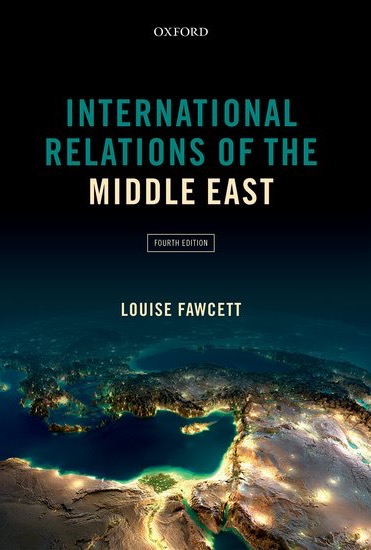 OXFORD
INTERNATIONAL
RELATIONS OF THE
MIDDLE EAST
FOURTH EDITION
LOUISE FAWCETT